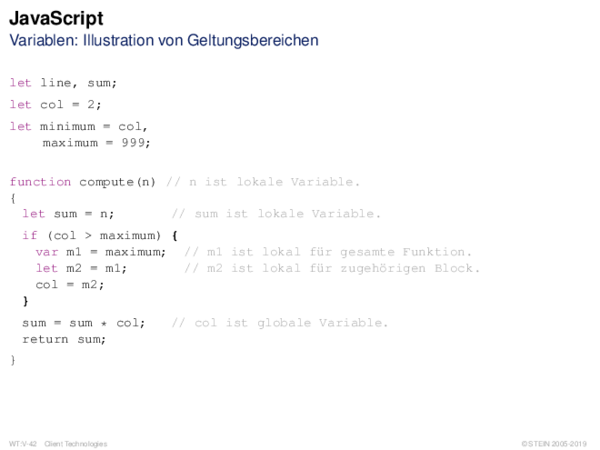 JavaScript
Variablen: Illustration von Geltungsbereichen
let line, sum;
let col = 2;
let minimum = col,
maximum = 999;
function compute(n) // n ist lokale Variable.
{
let sum = n; // sum ist lokale Variable.
if (col > maximum) {
var m1 = maximum; // m1 ist lokal für gesamte Funktion.
let m2 = m1; // m2 ist lokal für zugehörigen Block.
col = m2;
}
sum = sum * col; // col ist globale Variable.
return sum;
}
WT:V-42 Client Technologies © STEIN 2005-2019